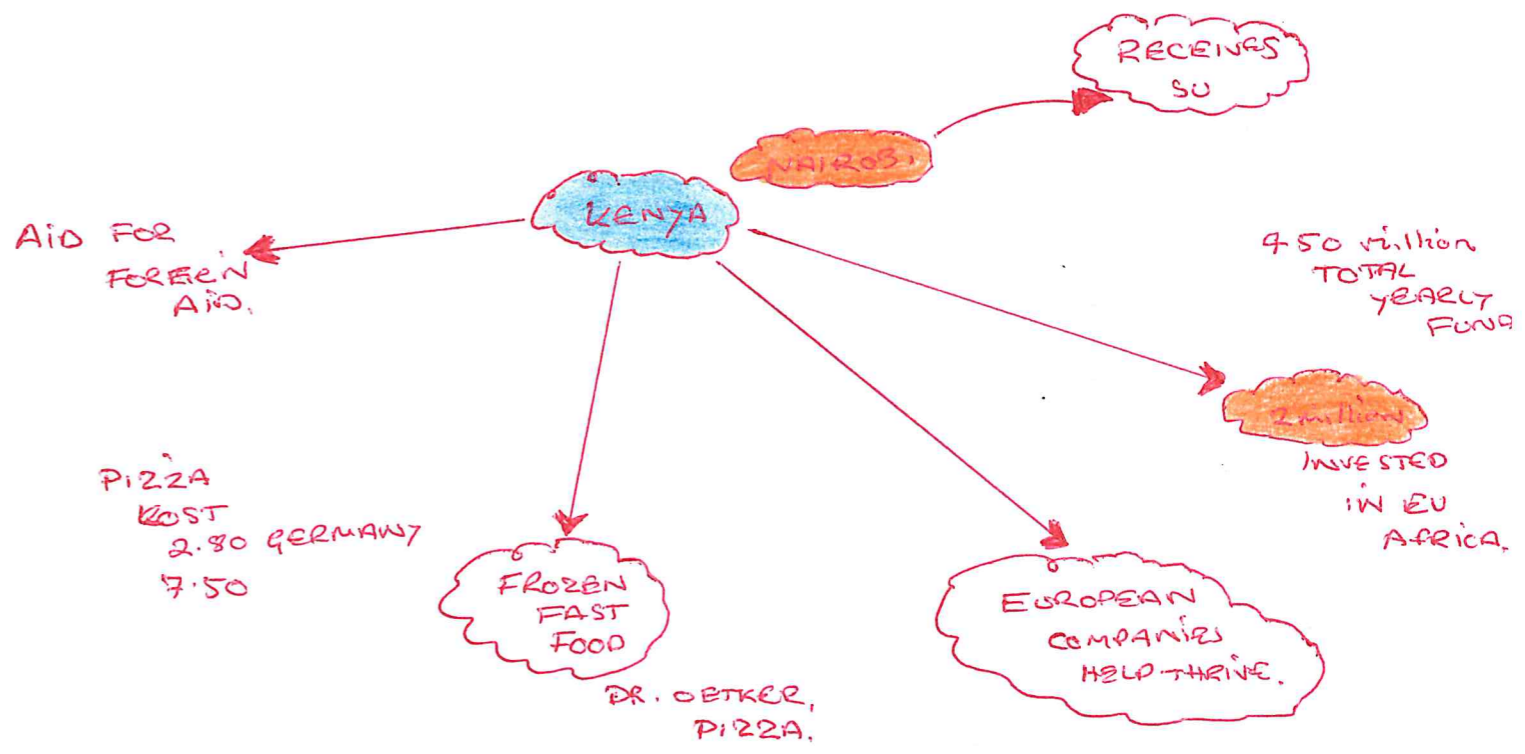 RECEIVES
SU
NAIROBI
KENYA
AID FOR
FOREIGN
AID.
450 million
TOTAL
YEARLY
FUND
2 million
INVESTED
IN EU
AFRICA.
PIZZA
KOST
2.80 GERMANY
7.50
FROZEN
FAST
FOOD
DR. OETKER,
PIZZA.
EUROPEAN
COMPANIES
HELP THRIVE.